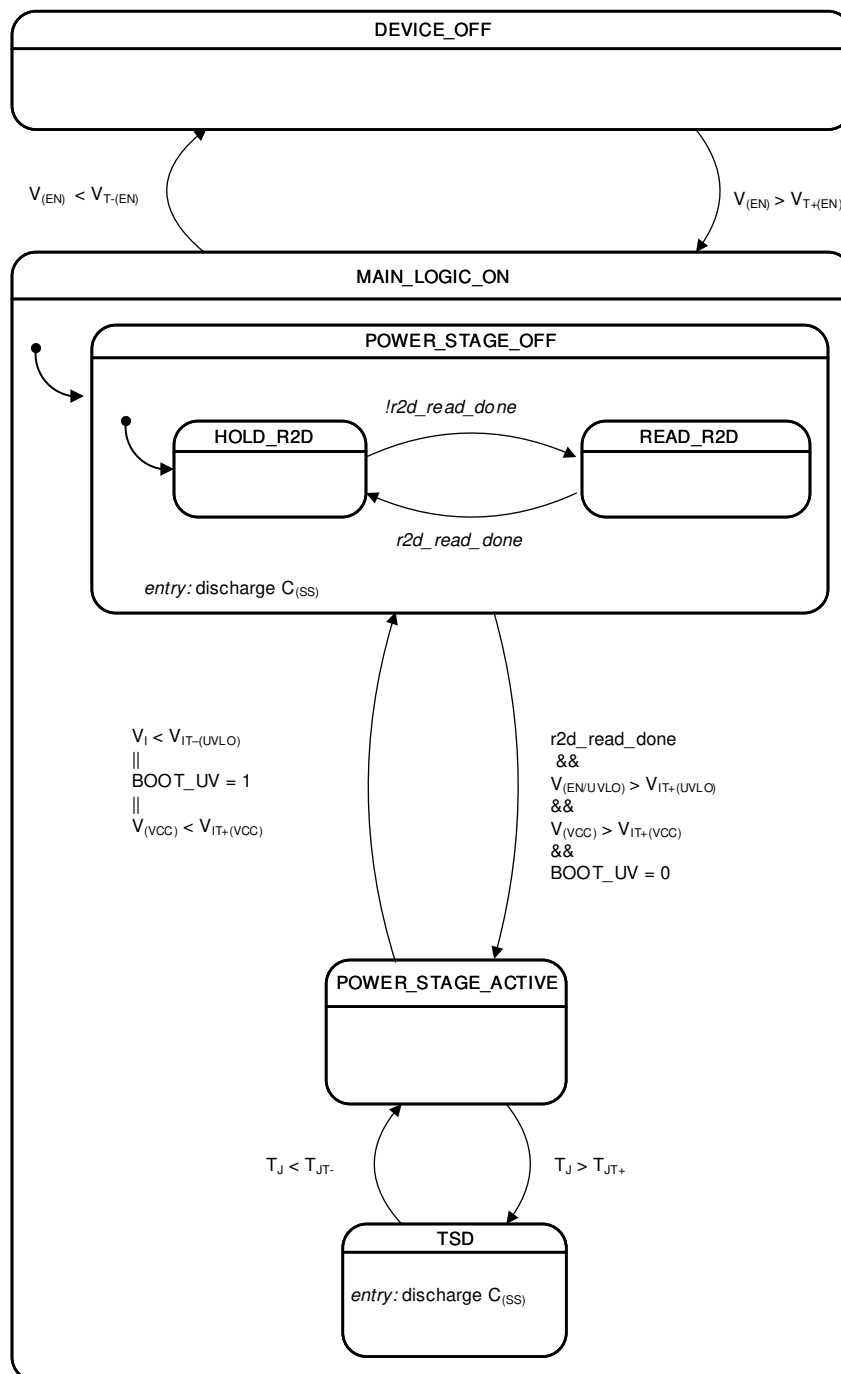 DEVICE_OFF
V(EN) < VT-(EN)
V(EN) > VT+(EN)
MAIN_LOGIC_ON
POWER_STAGE_OFF
!r2d_read_done
HOLD_R2D
READ_R2D
r2d_read_done
entry: discharge C(SS)
VI < VIT–(UVLO)
||
BOOT_UV = 1
||
V(VCC) < VIT+(VCC)
r2d_read_done
&&
V(EN/UVLO) > VIT+(UVLO)
&&
V(VCC) > VIT+(VCC)
&&
BOOT_UV = 0
POWER_STAGE_ACTIVE
TJ < TJT-
TJ > TJT+
TSD
entry: discharge C(SS)